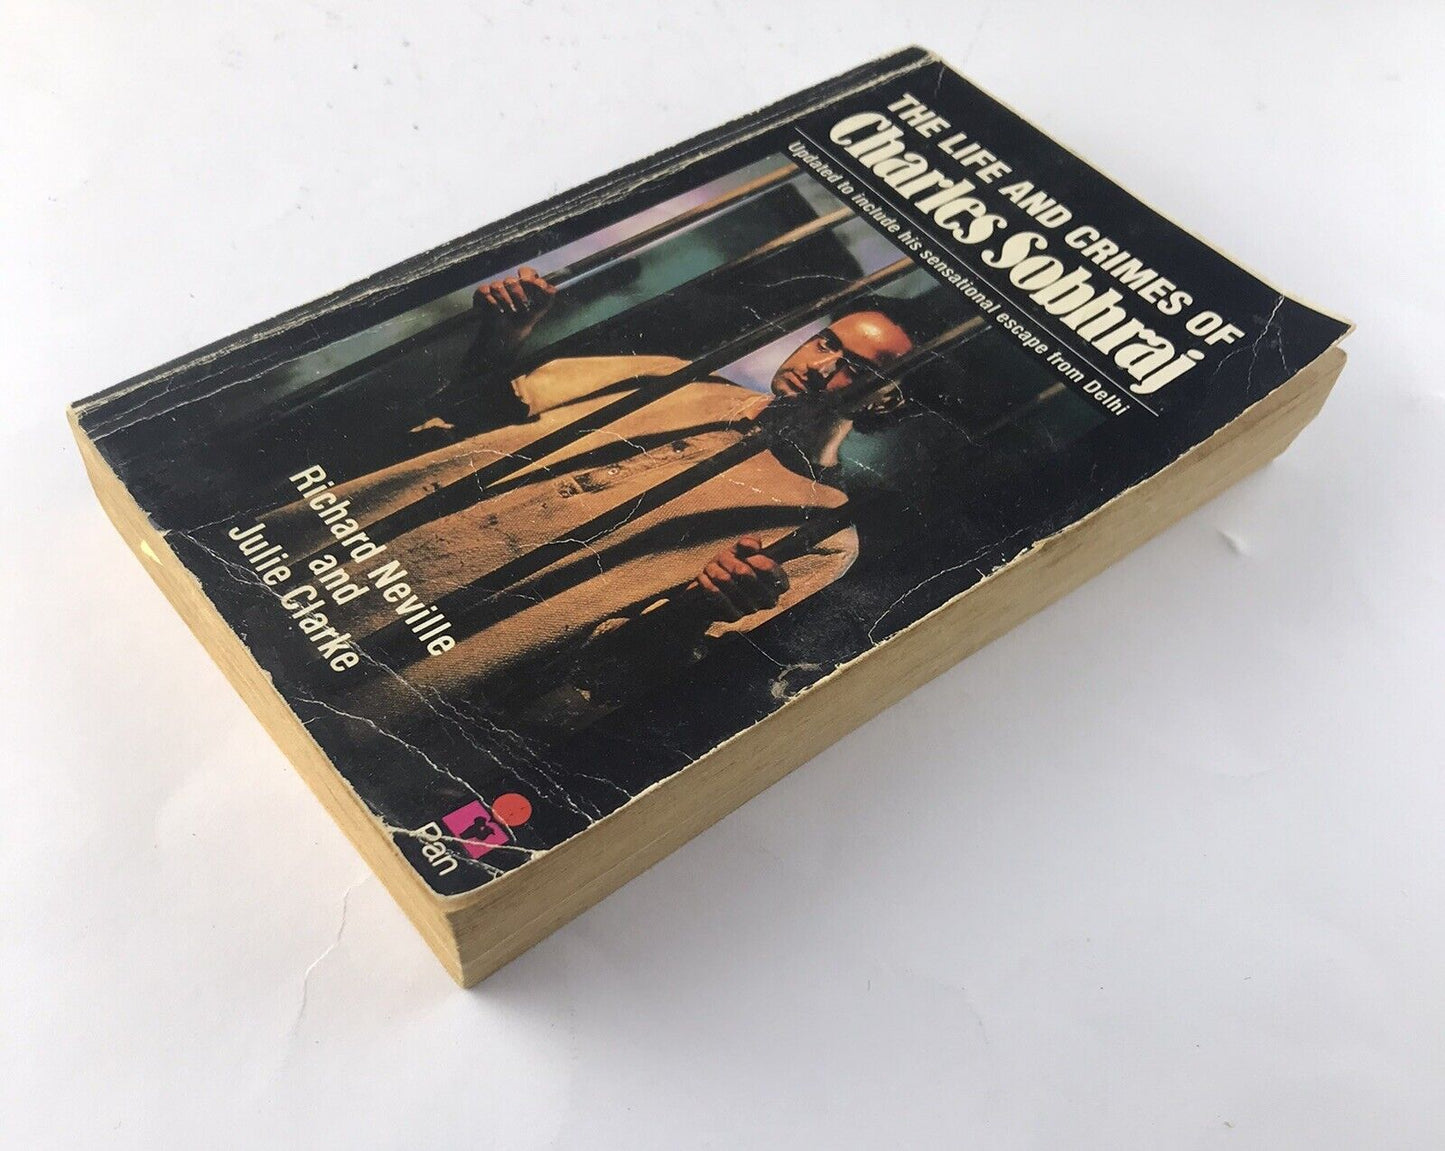 THE LIFE AND CRIMES OF
Charles Sobhraj
Updated to include his sensational escape from Delhi
Richard Neville
and
Julie Clarke
Pan